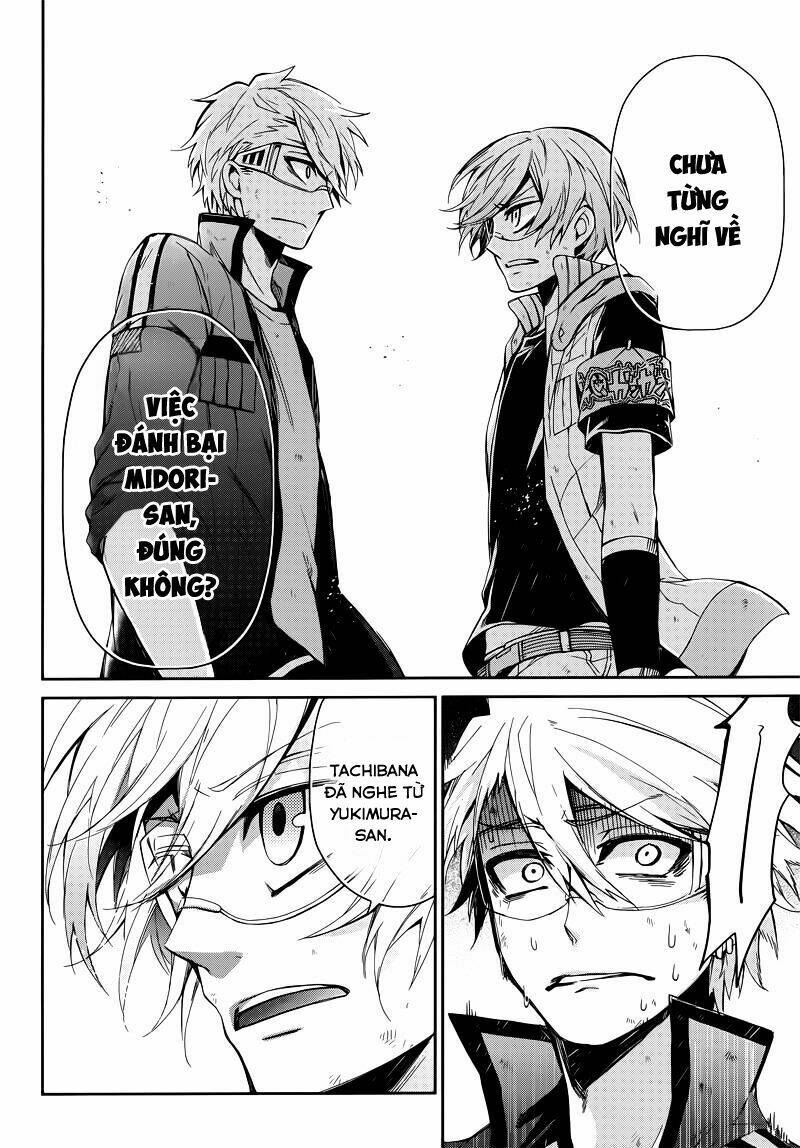 CHƯA
TỪNG
NGHĨ VỀ
VIỆC
ĐÁNH BẠI
MIDORI-
SAN,
ĐÚNG
KHÔNG?
TACHIBANA
ĐÃ NGHE TỪ
YUKIMURA-
SAN.